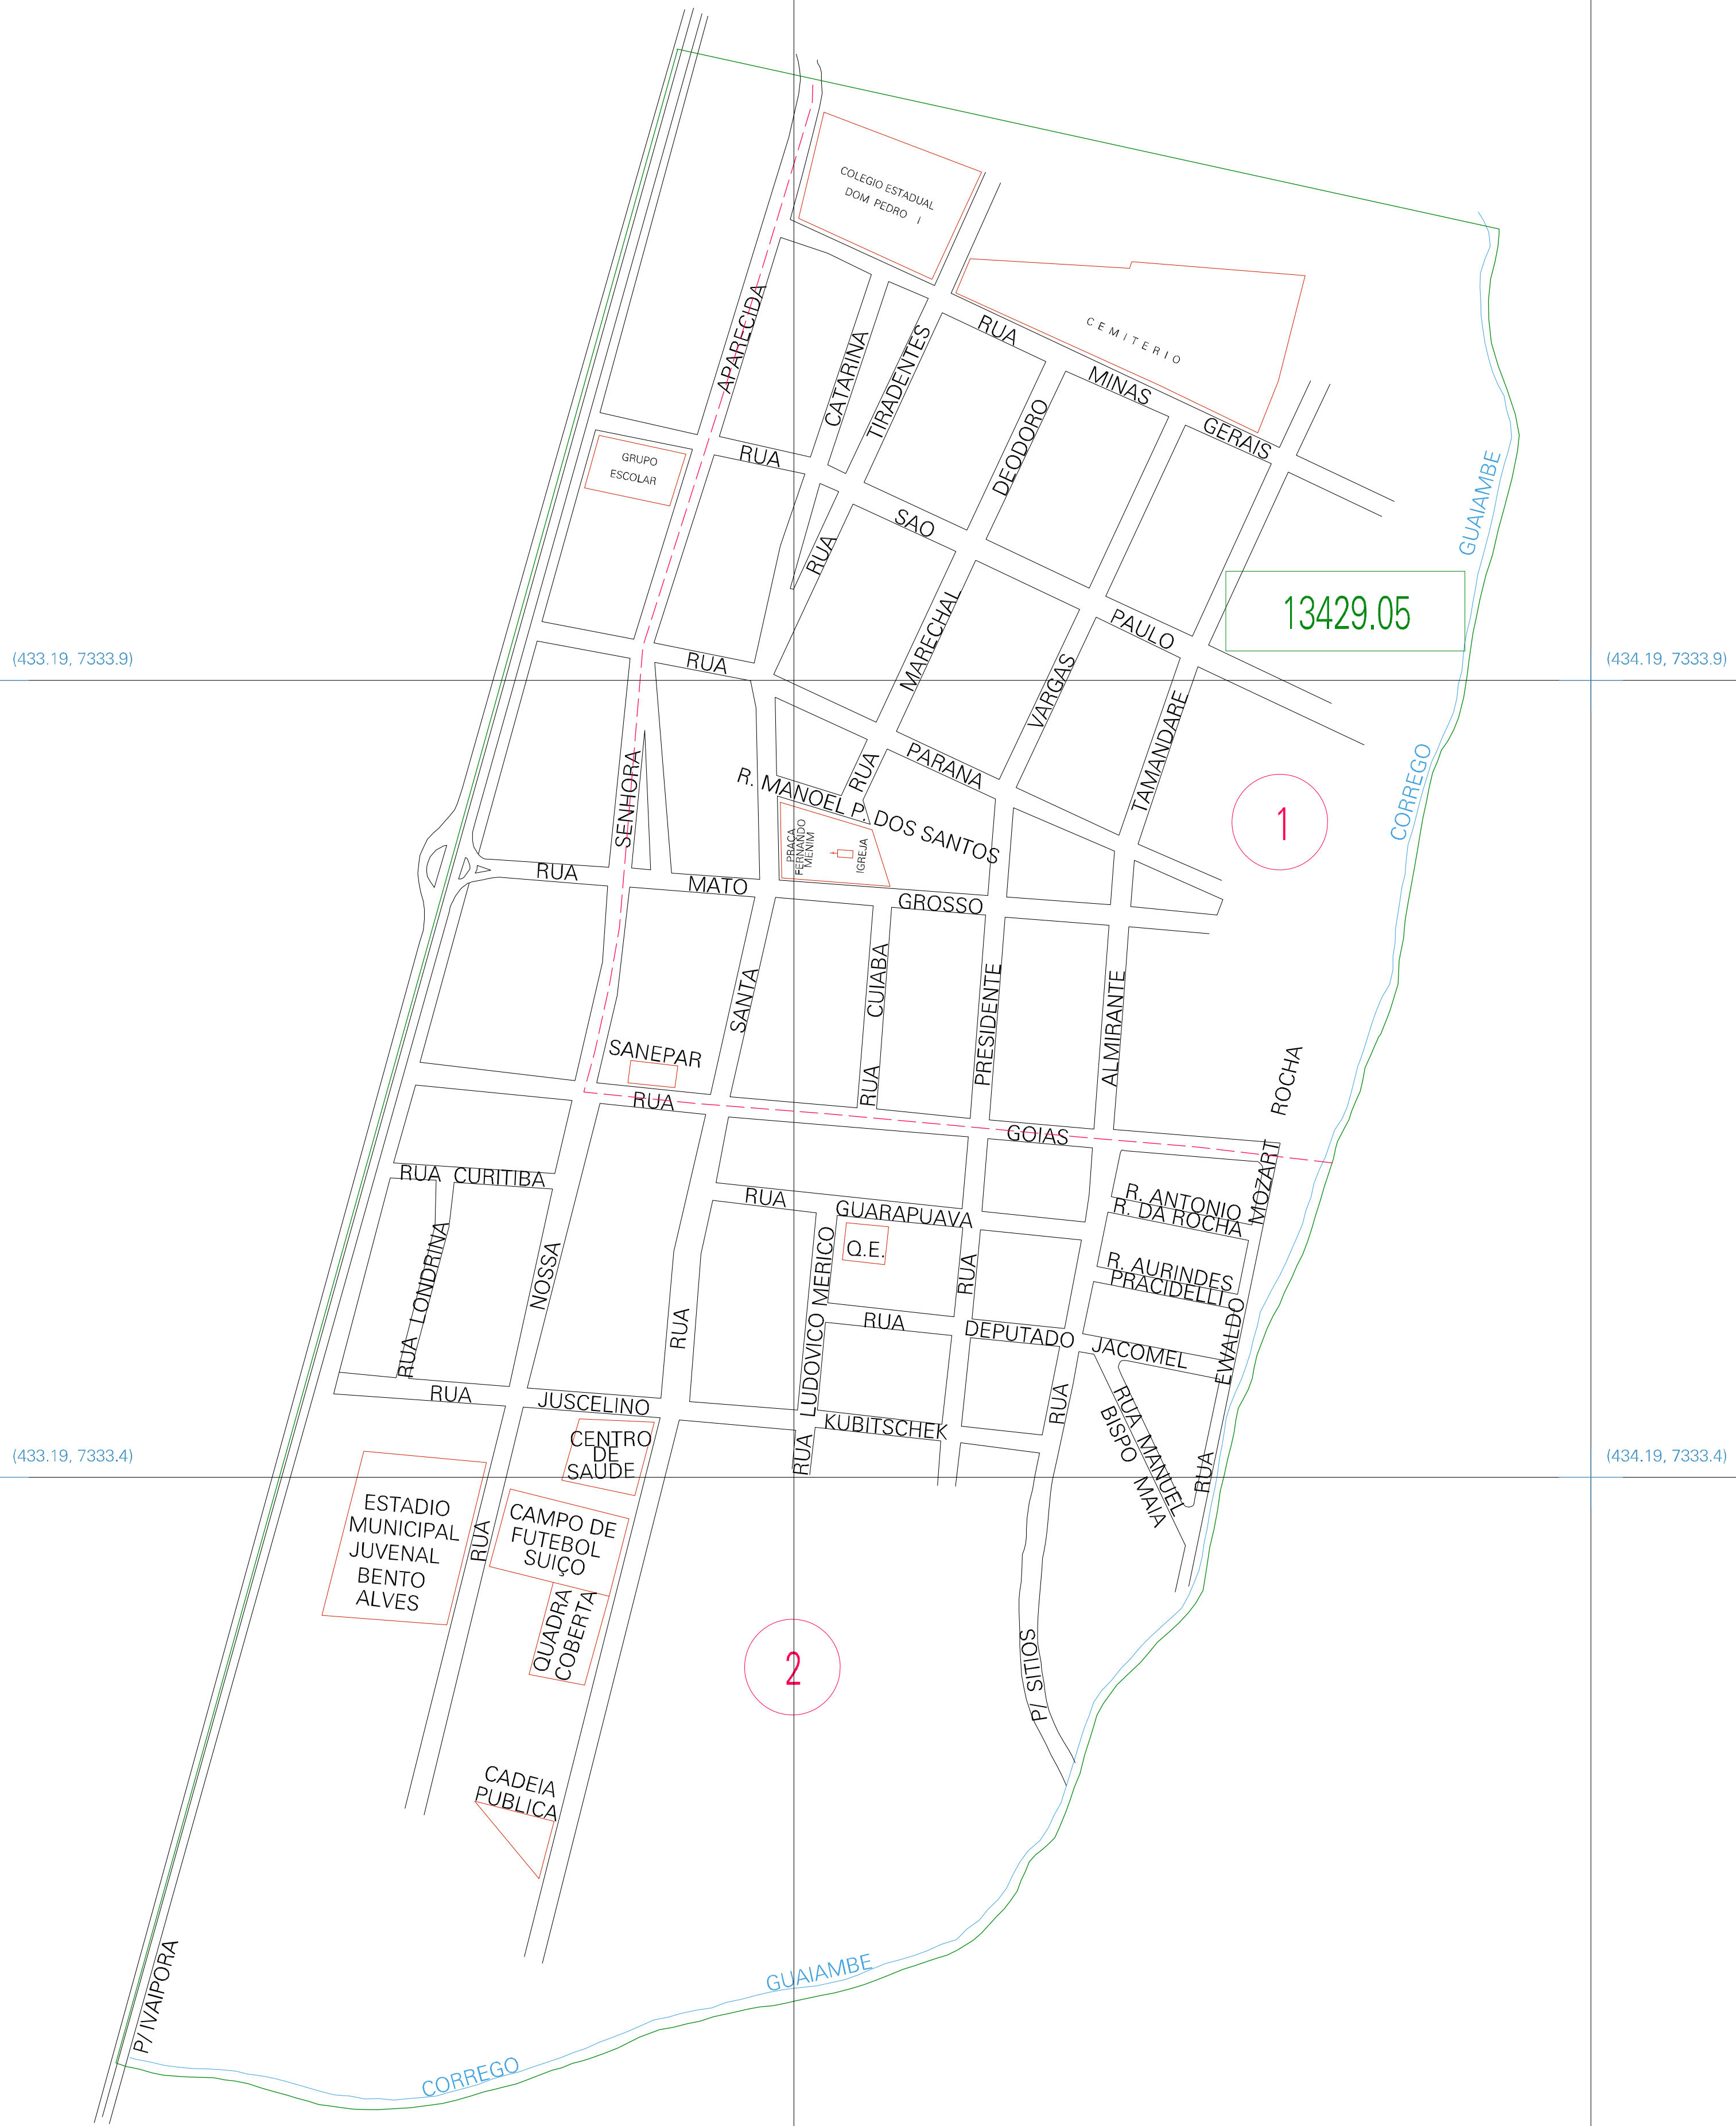 COLEGIO ESTADUAL
DOM PEDRO I
CEMITERIO
RUA
MINAS
GERAIS
APARECIDA
CATARINA
TIRADENTES
DEODORO
GRUPO
ESCOLAR
RUA
SAO
PAULO
RUA
GUAIAMBE
13429.05
(433.19, 7333.9)
(434.19, 7333.9)
RUA
MARECHAL
VARGAS
TAMANDARE
PARANA
RUA
SENHORA
R. MANOEL P. DOS SANTOS
CORREGO
1
PRAÇA
FERNANDO
MENIM
IGREJA
RUA
MATO
GROSSO
SANTA
CUIABA
RUA
PRESIDENTE
ALMIRANTE
SANEPAR
RUA
GOIAS
ROCHA
MOZART
EWALDO
RUA
RUA CURITIBA
RUA
GUARAPUAVA
R. ANTONIO
R. DA ROCHA
Q.E.
RUA LONDRINA
NOSSA
RUA
RUA LUDOVICO MERICO
RUA
R. AURINDES
PRACIDELLI
RUA
DEPUTADO
JACOMEL
RUA
JUSCELINO
KUBITSCHEK
RUA
RUA MANUEL
BISPO MAIA
(433.19, 7333.4)
(434.19, 7333.4)
CENTRO
DE
SAUDE
ESTADIO
MUNICIPAL
JUVENAL
BENTO
ALVES
RUA
CAMPO DE
FUTEBOL
SUIÇO
QUADRA
COBERTA
2
P/ SITIOS
CADEIA
PUBLICA
P/ IVAIPORA
GUAIAMBE
CORREGO